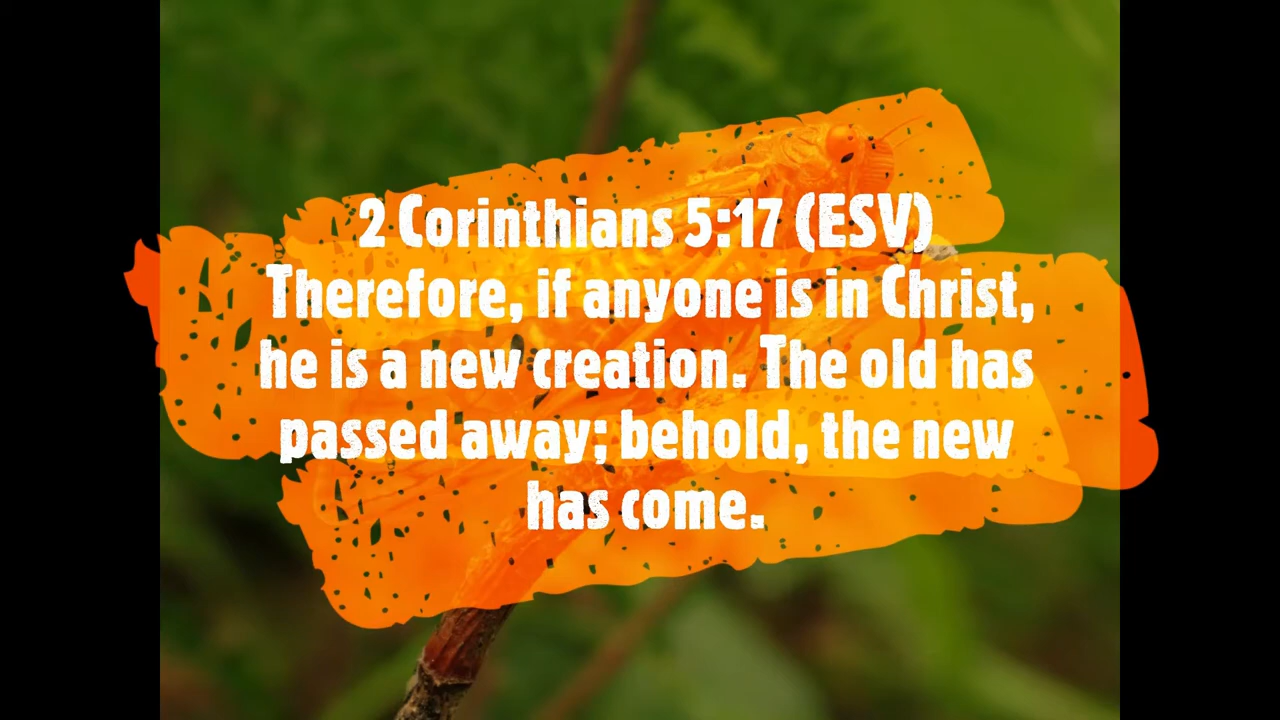 2 Corinthians 5:17 (ESV)
Therefore, if anyone is in Christ,
he is a new creation. The old has
passed away; behold, the new
has come.